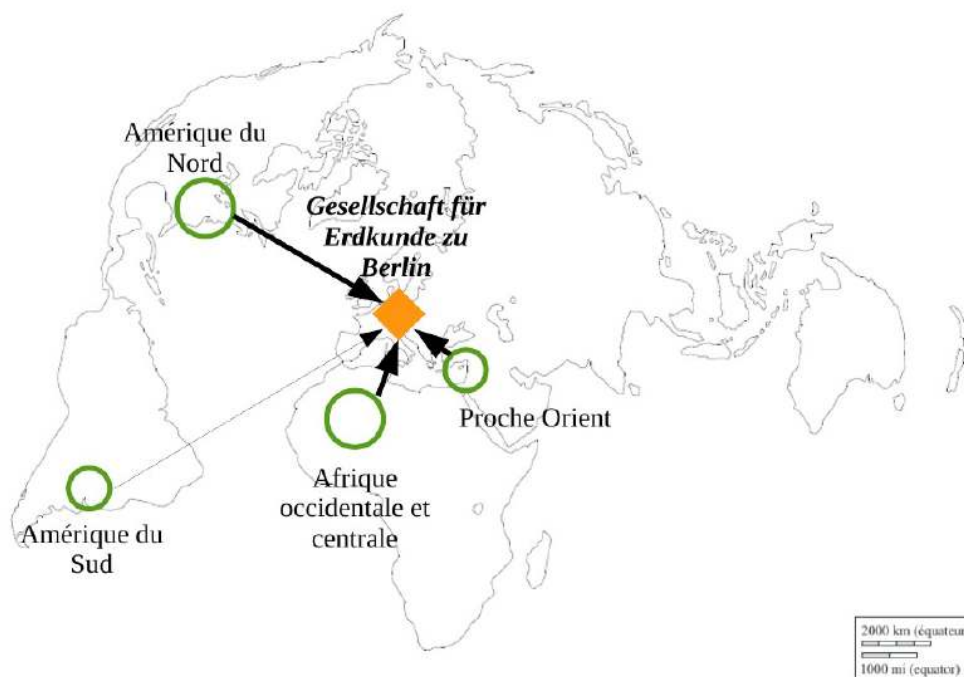 Amérique du
Nord
Gesellschaft für
Erdkunde zu
Berlin
Proche Orient
Afrique
occidentale et
centrale
Amérique du
Sud
2000 km (équateur
1000 mi (equator)